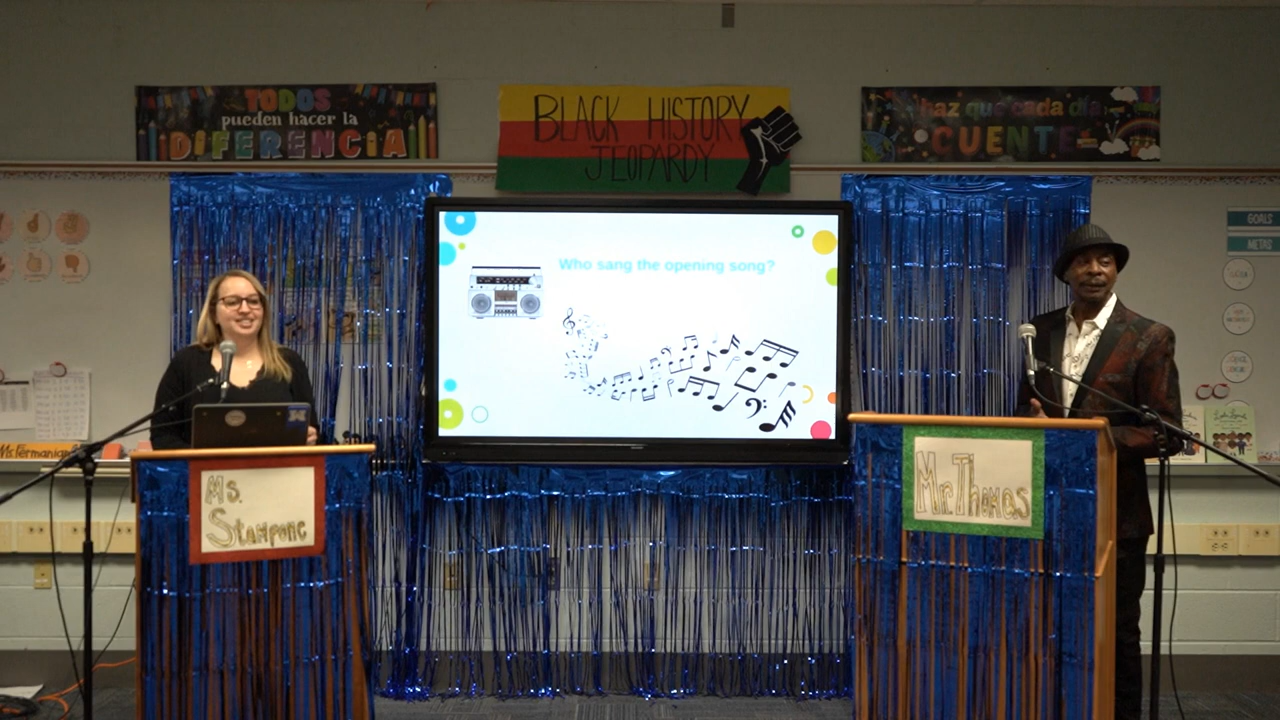 TODOS
pueden hacer la
DIFERENCIA
BLACK HISTORY
JEOPARDY
haz que cada día
CUENTE
GOALS
METAS
Who sang the opening song?
Ms.
Stampone
Mr. Thomas